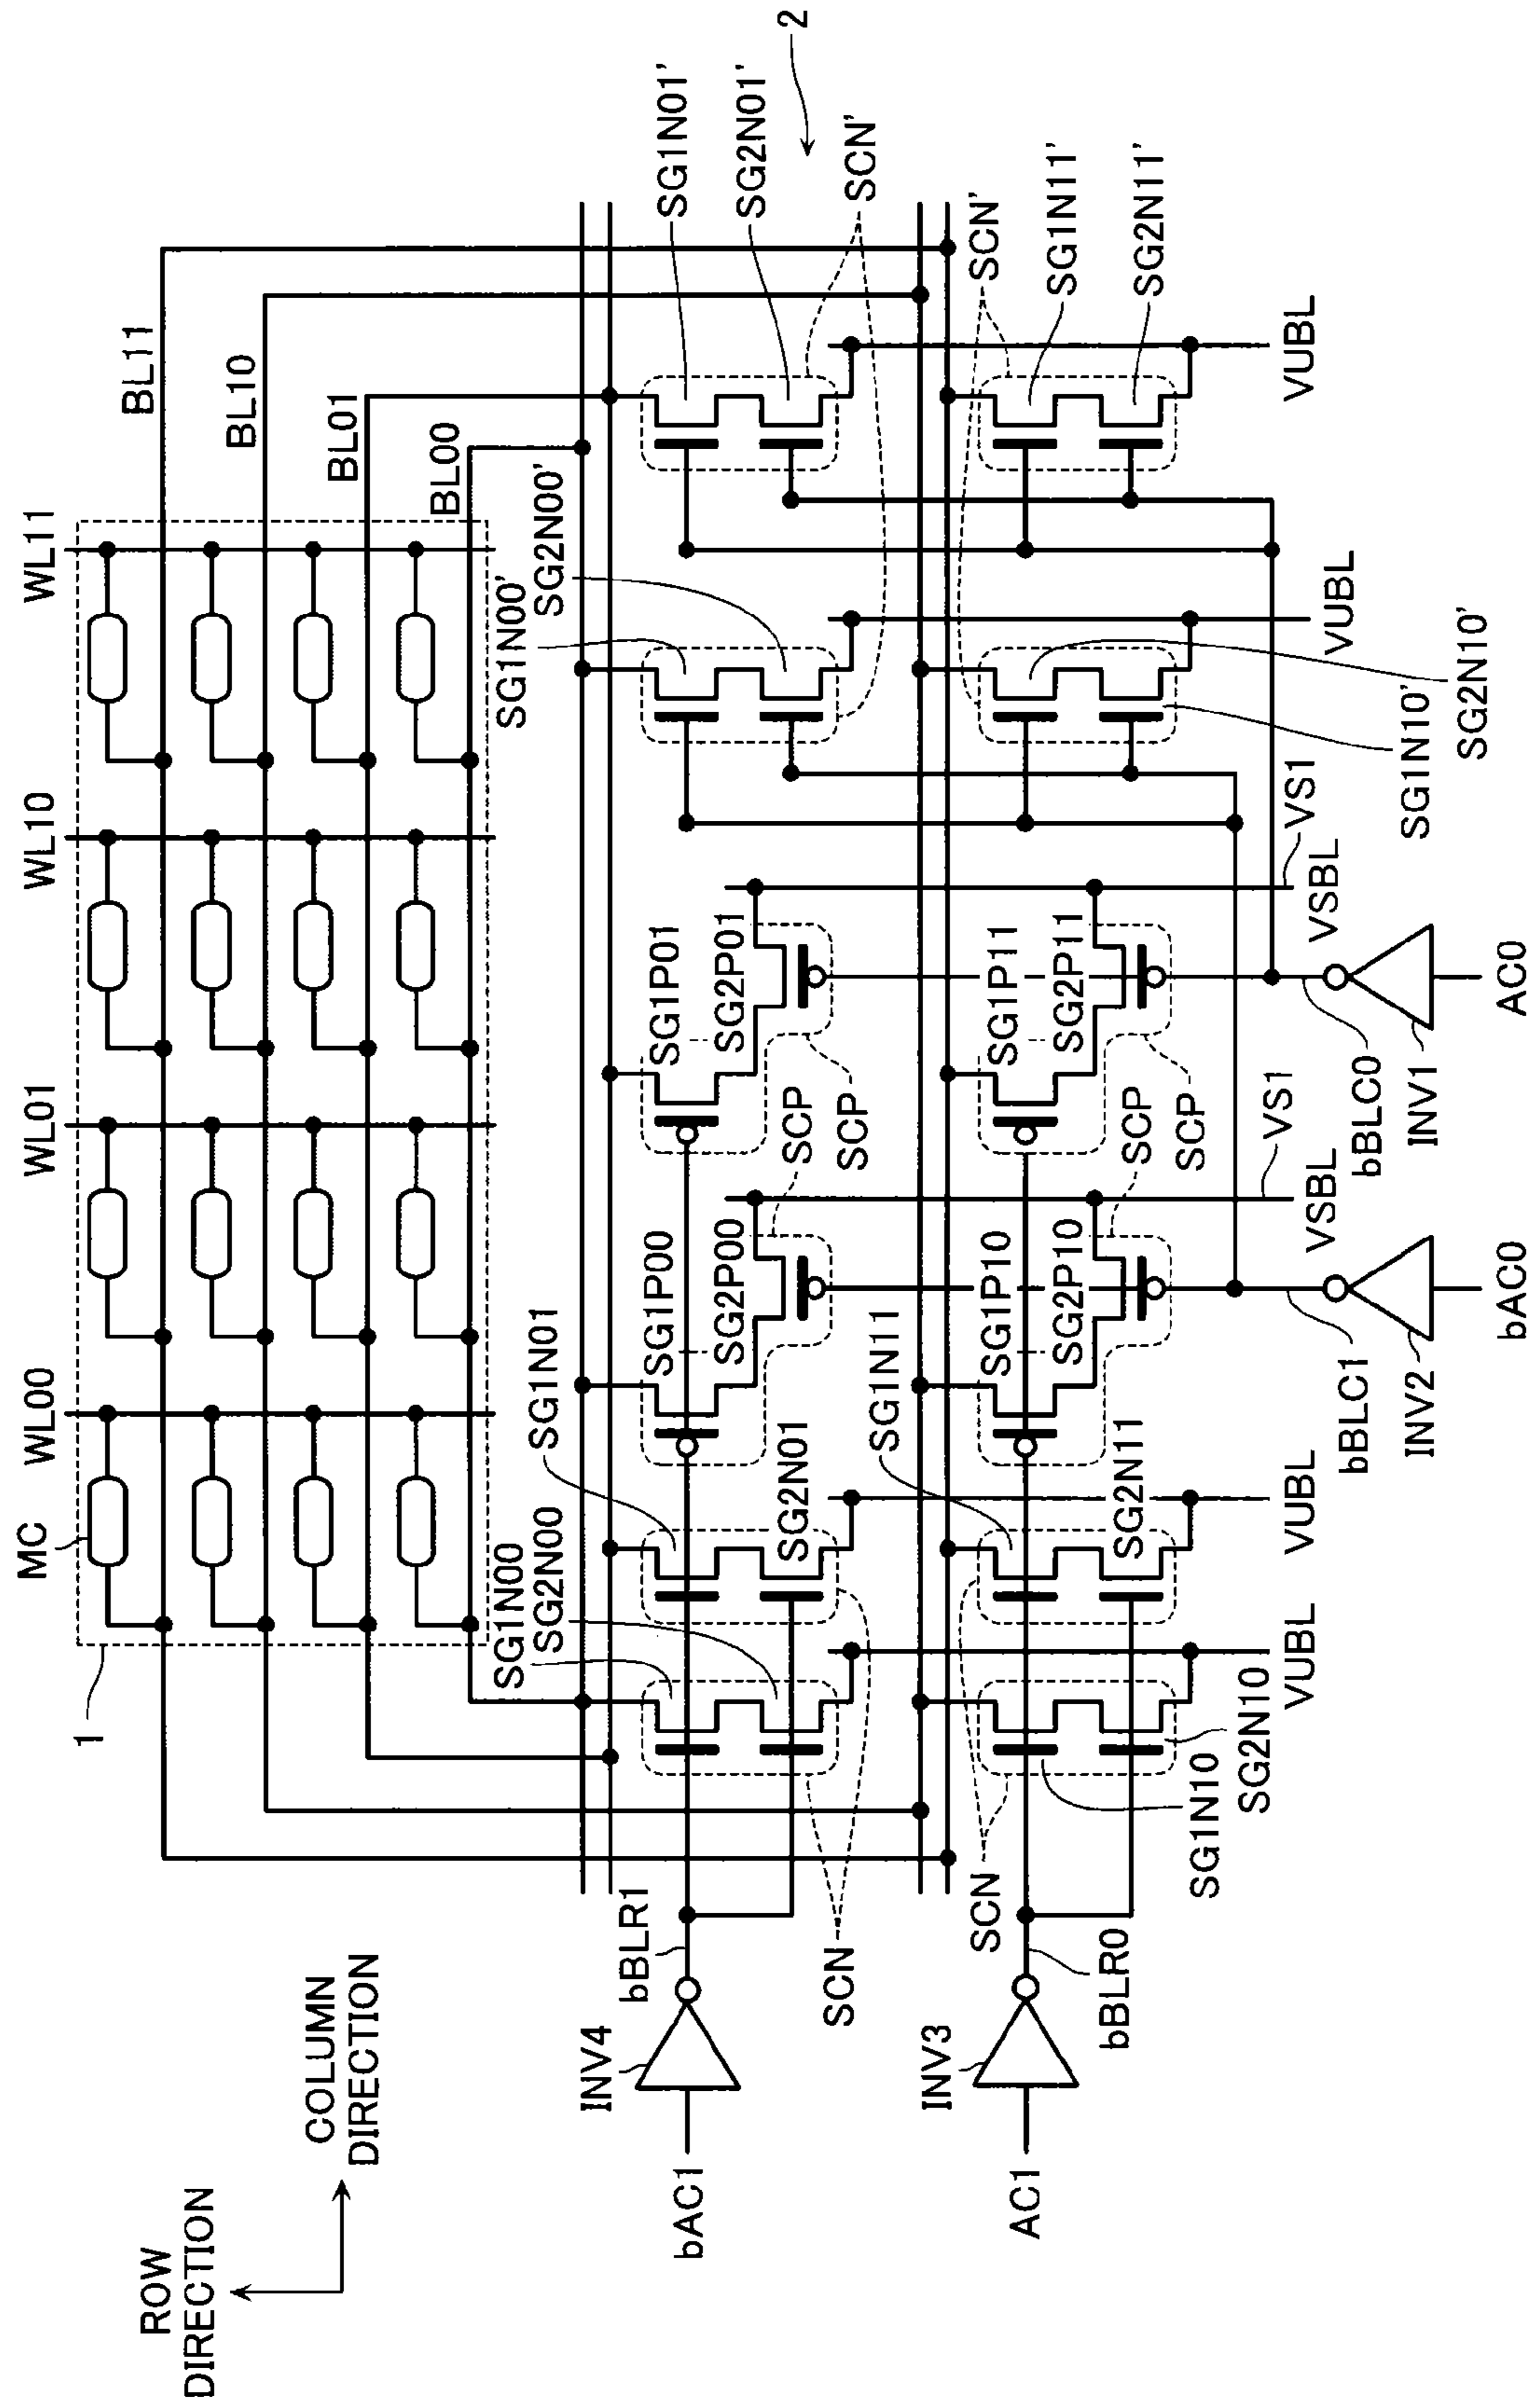 MC
WL00
WL01
WL10
WL11
1
BL11
BL10
BL01
BL00
2
ROW
DIRECTION
COLUMN
DIRECTION
SG1N00
SG2N00
SG1N01
SG2N01
SG1P00
SG2P00
SG1P01
SG2P01
SG1N00'
SG2N00'
SG1N01'
SG2N01'
SCN'
SCN
SCP
SCP
bBLR1
INV4
bAC1
SCN
SG1N10
SG2N10
SG1N11
SG2N11
SG1P10
SG2P10
SG1P11
SG2P11
SCP
SCP
SCN'
SG1N11'
SG2N11'
SG1N10'
SG2N10'
bBLR0
INV3
AC1
VUBL
VUBL
VSBL
VS1
VSBL
VS1
VUBL
VUBL
bBLC1
INV2
bAC0
bBLC0
INV1
AC0